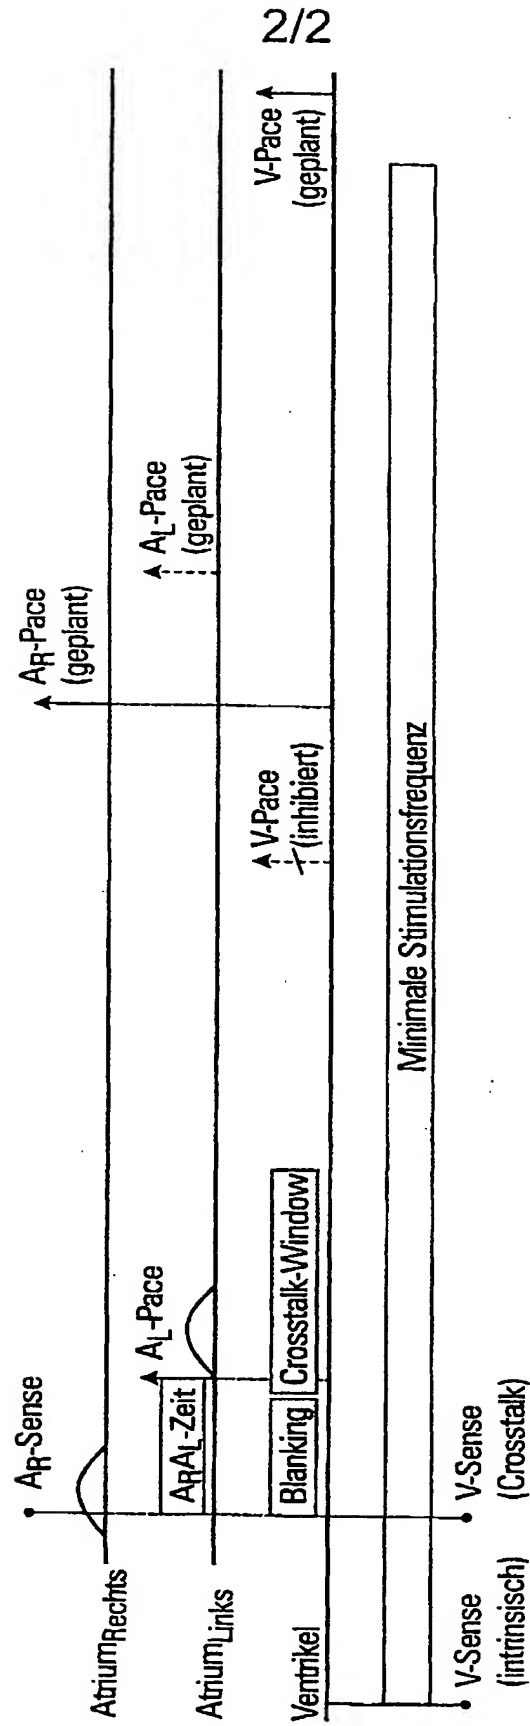 2/2
AR-Sense
AtriumRechts
AR-Pace
(geplant)
ARAL-Zeit
AL-Pace
AtriumLinks
AL-Pace
(geplant)
Blanking
Crosstalk-Window
Ventrikel
V-Pace
(inhibiert)
V-Pace
(geplant)
Minimale Stimulationsfrequenz
V-Sense
(intrinsisch)
V-Sense
(Crosstalk)